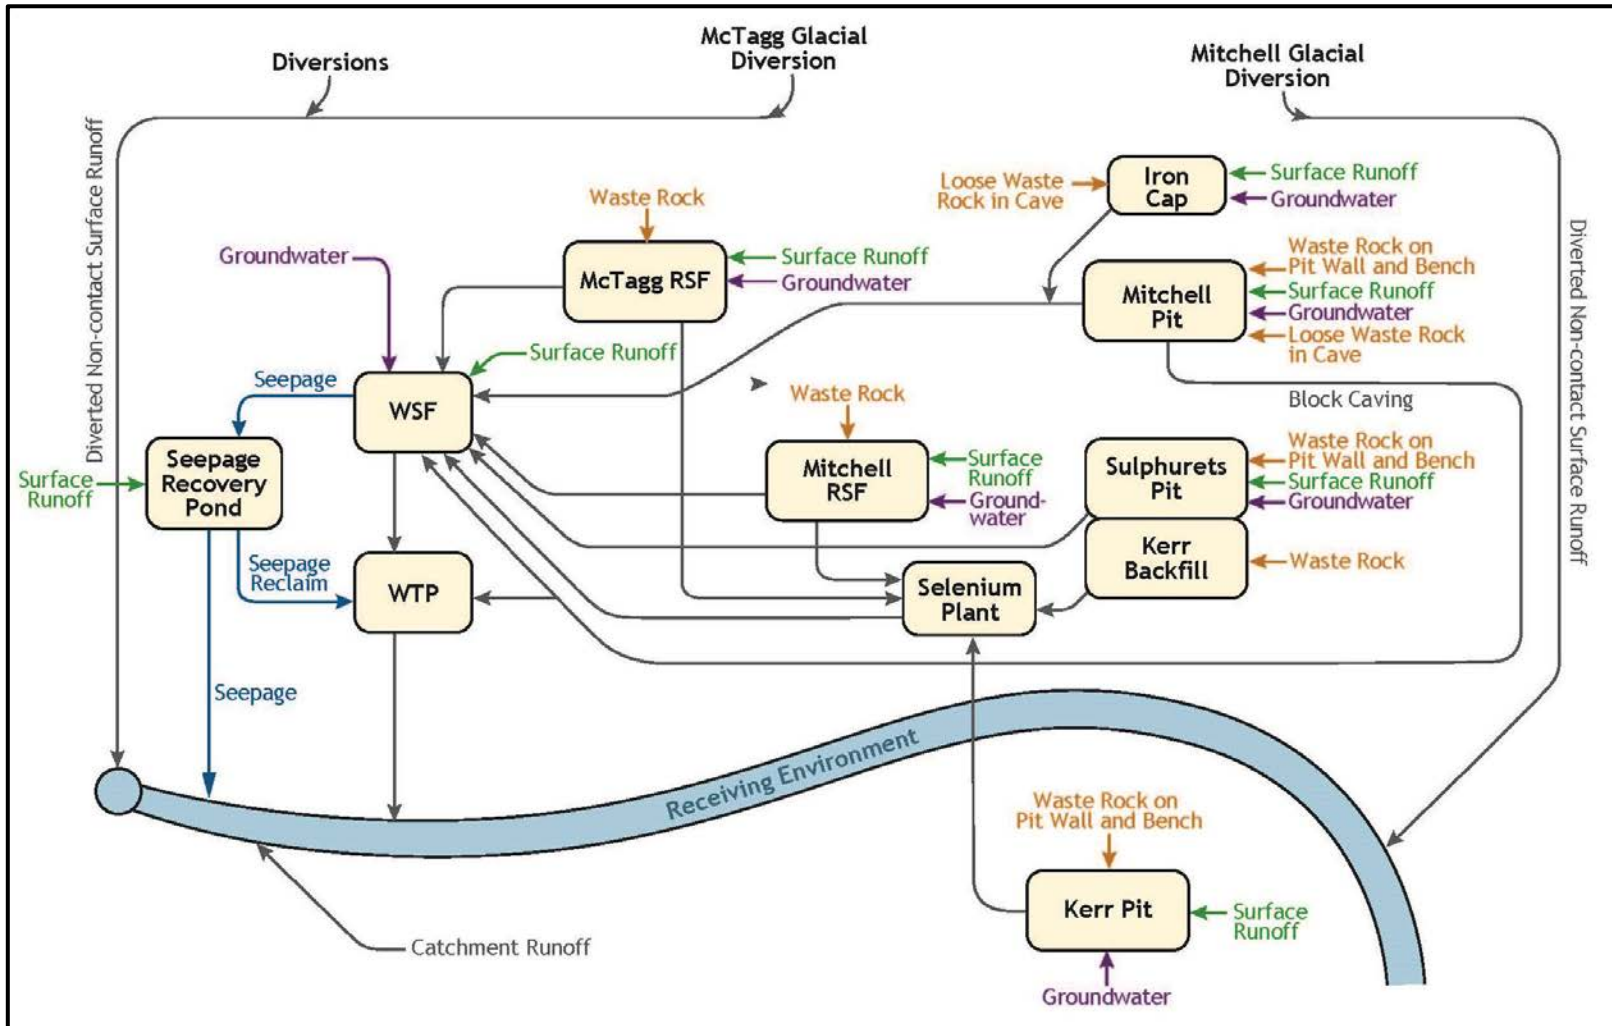 McTagg Glacial
Diversion
Diversions
Mitchell Glacial
Diversion
Diverted Non-contact Surface Runoff
Diverted Non-contact Surface Runoff
Loose Waste
Rock in Cave
Iron
Cap
Surface Runoff
Groundwater
Waste Rock
Groundwater
McTagg RSF
Surface Runoff
Groundwater
Mitchell
Pit
Waste Rock on
Pit Wall and Bench
Surface Runoff
Groundwater
Loose Waste Rock
in Cave
Surface Runoff
Seepage
WSF
Waste Rock
Block Caving
Seepage
Recovery
Pond
Surface
Runoff
Mitchell
RSF
Surface
Runoff
Ground-
water
Sulphurets
Pit
Waste Rock on
Pit Wall and Bench
Surface Runoff
Groundwater
Kerr
Backfill
Waste Rock
Seepage
Reclaim
WTP
Selenium
Plant
Seepage
Receiving Environment
Waste Rock on
Pit Wall and Bench
Kerr Pit
Surface
Runoff
Catchment Runoff
Groundwater